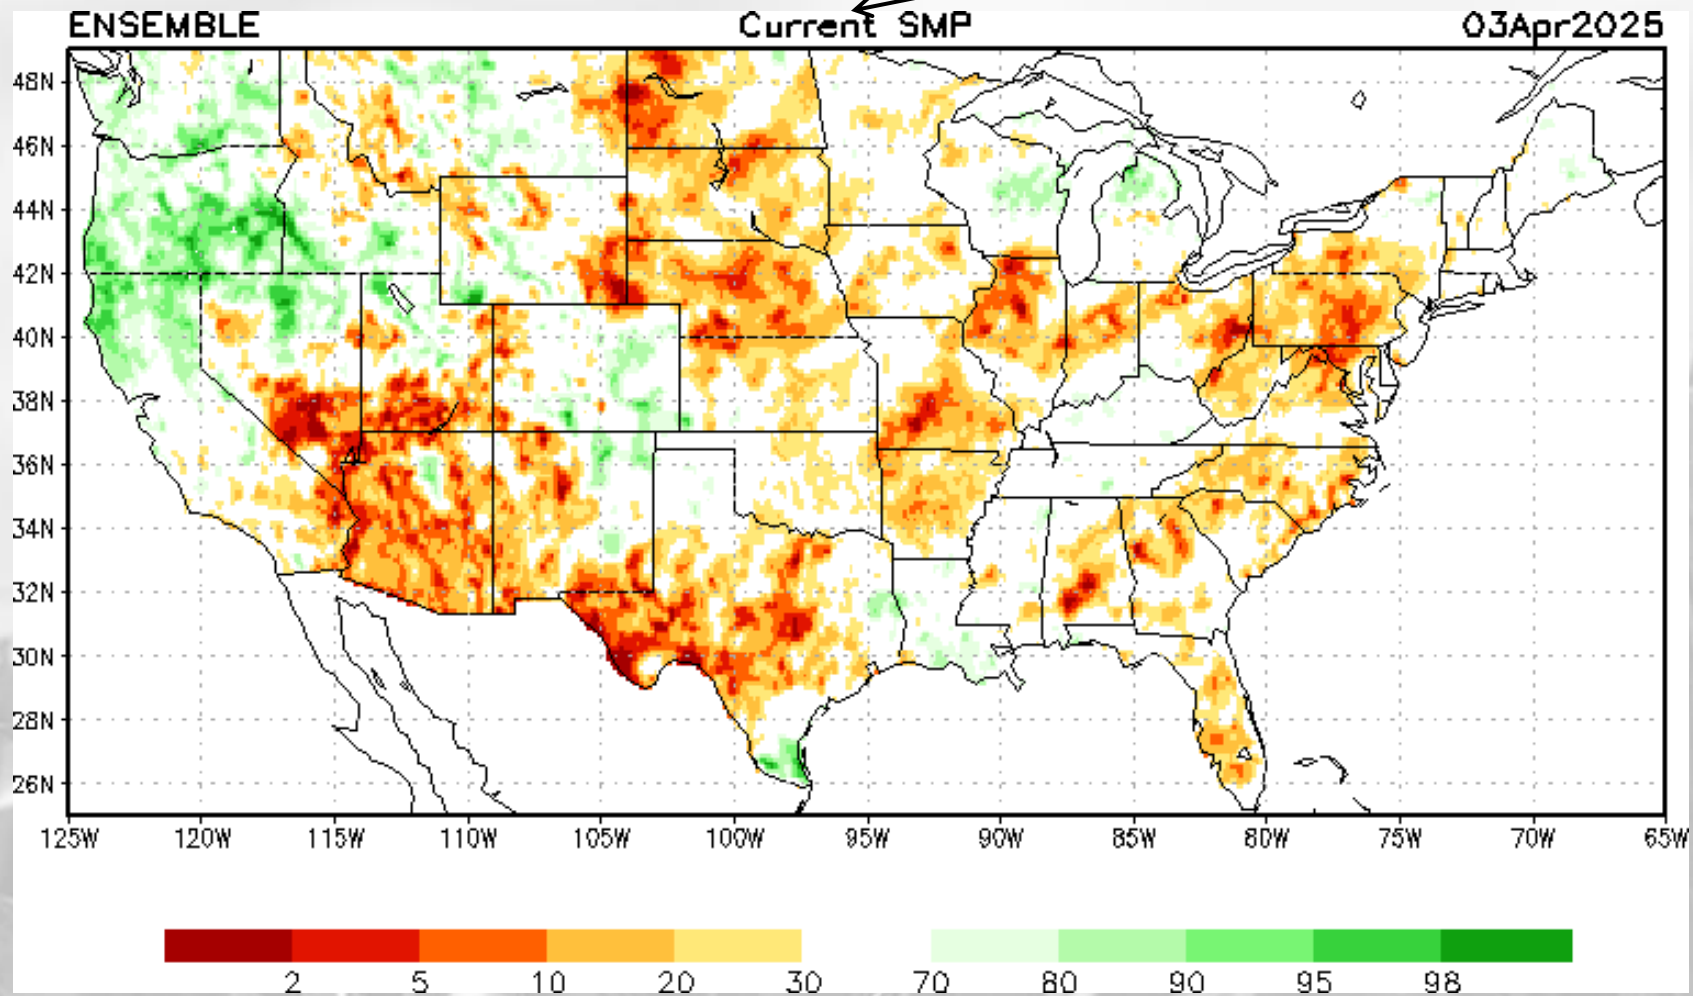 ENSEMBLE Current SMP 03Apr2025
48N
46N
44N
42N
40N
38N
36N
34N
32N
30N
28N
26N
125W 120W 115W 110W 105W 100W 95W 90W 85W 80W 75W 70W 65W
2 5 10 20 30 70 80 90 95 98